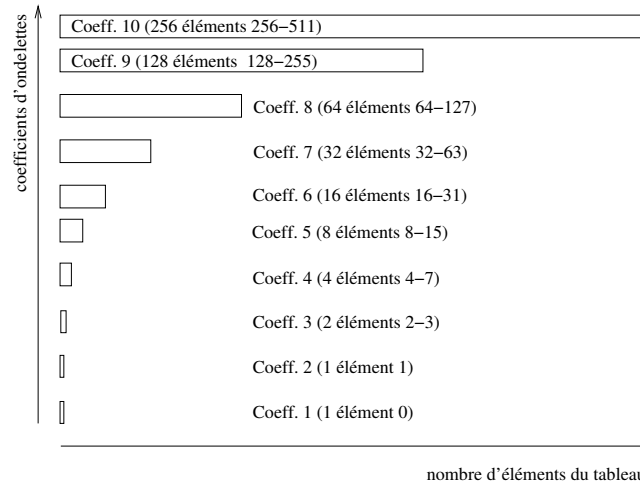 coefficients d'ondelettes
Coeff. 10 (256 éléments 256−511)
Coeff. 9 (128 éléments 128−255)
Coeff. 8 (64 éléments 64−127)
Coeff. 7 (32 éléments 32−63)
Coeff. 6 (16 éléments 16−31)
Coeff. 5 (8 éléments 8−15)
Coeff. 4 (4 éléments 4−7)
Coeff. 3 (2 éléments 2−3)
Coeff. 2 (1 élément 1)
Coeff. 1 (1 élément 0)
nombre d'éléments du tableau